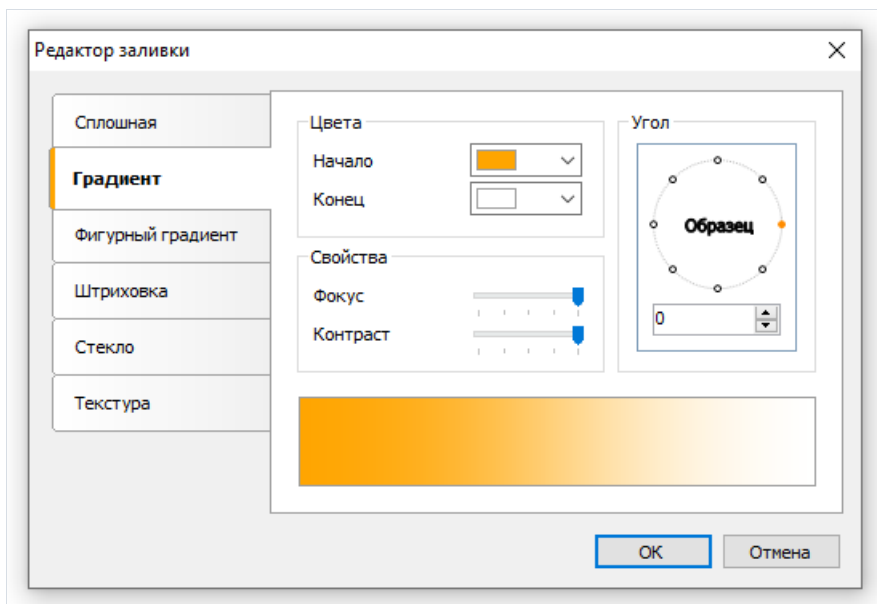 Редактор заливки
Сплошная
Градиент
Фигурный градиент
Штриховка
Стекло
Текстура
Цвета
Начало
Конец
Свойства
Фокус
Контраст
Угол
Образец
0
ОК
Отмена